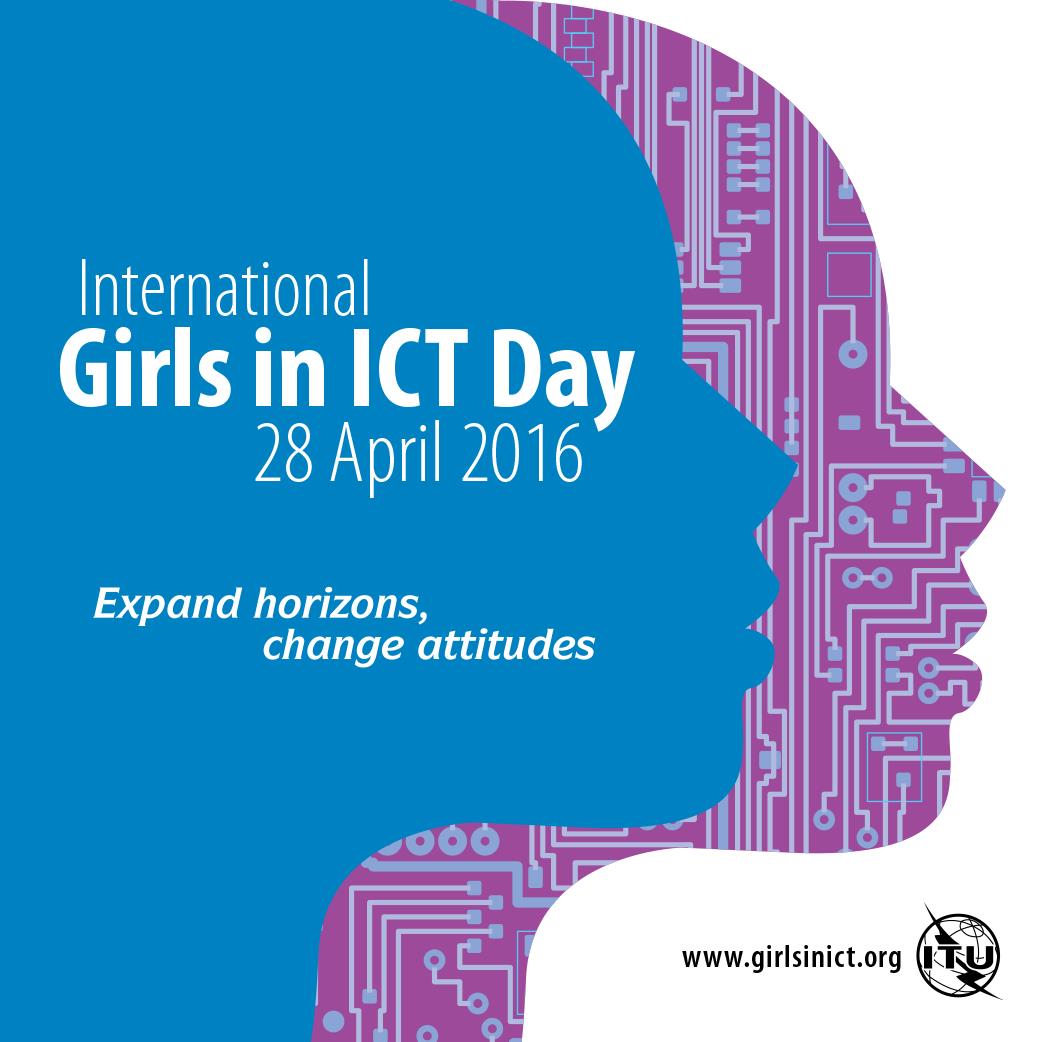 International
Girls in ICT Day
28 April 2016
Expand horizons,
change attitudes
www.girlsinict.org
ITU